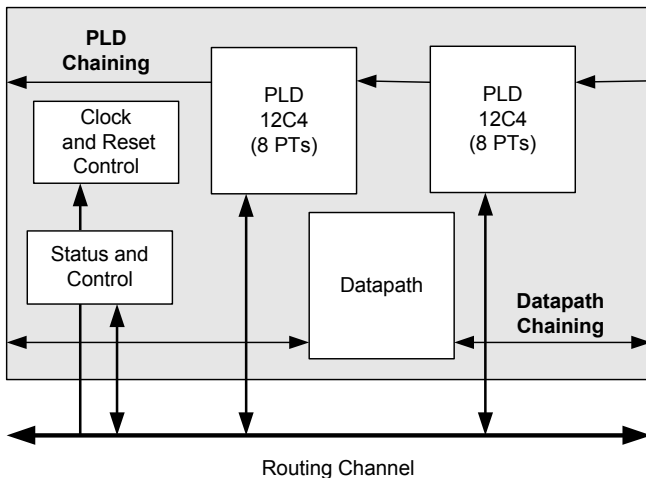 PLD
Chaining
PLD
12C4
(8 PTs)
PLD
12C4
(8 PTs)
Clock
and Reset
Control
Status and
Control
Datapath
Datapath
Chaining
Routing Channel